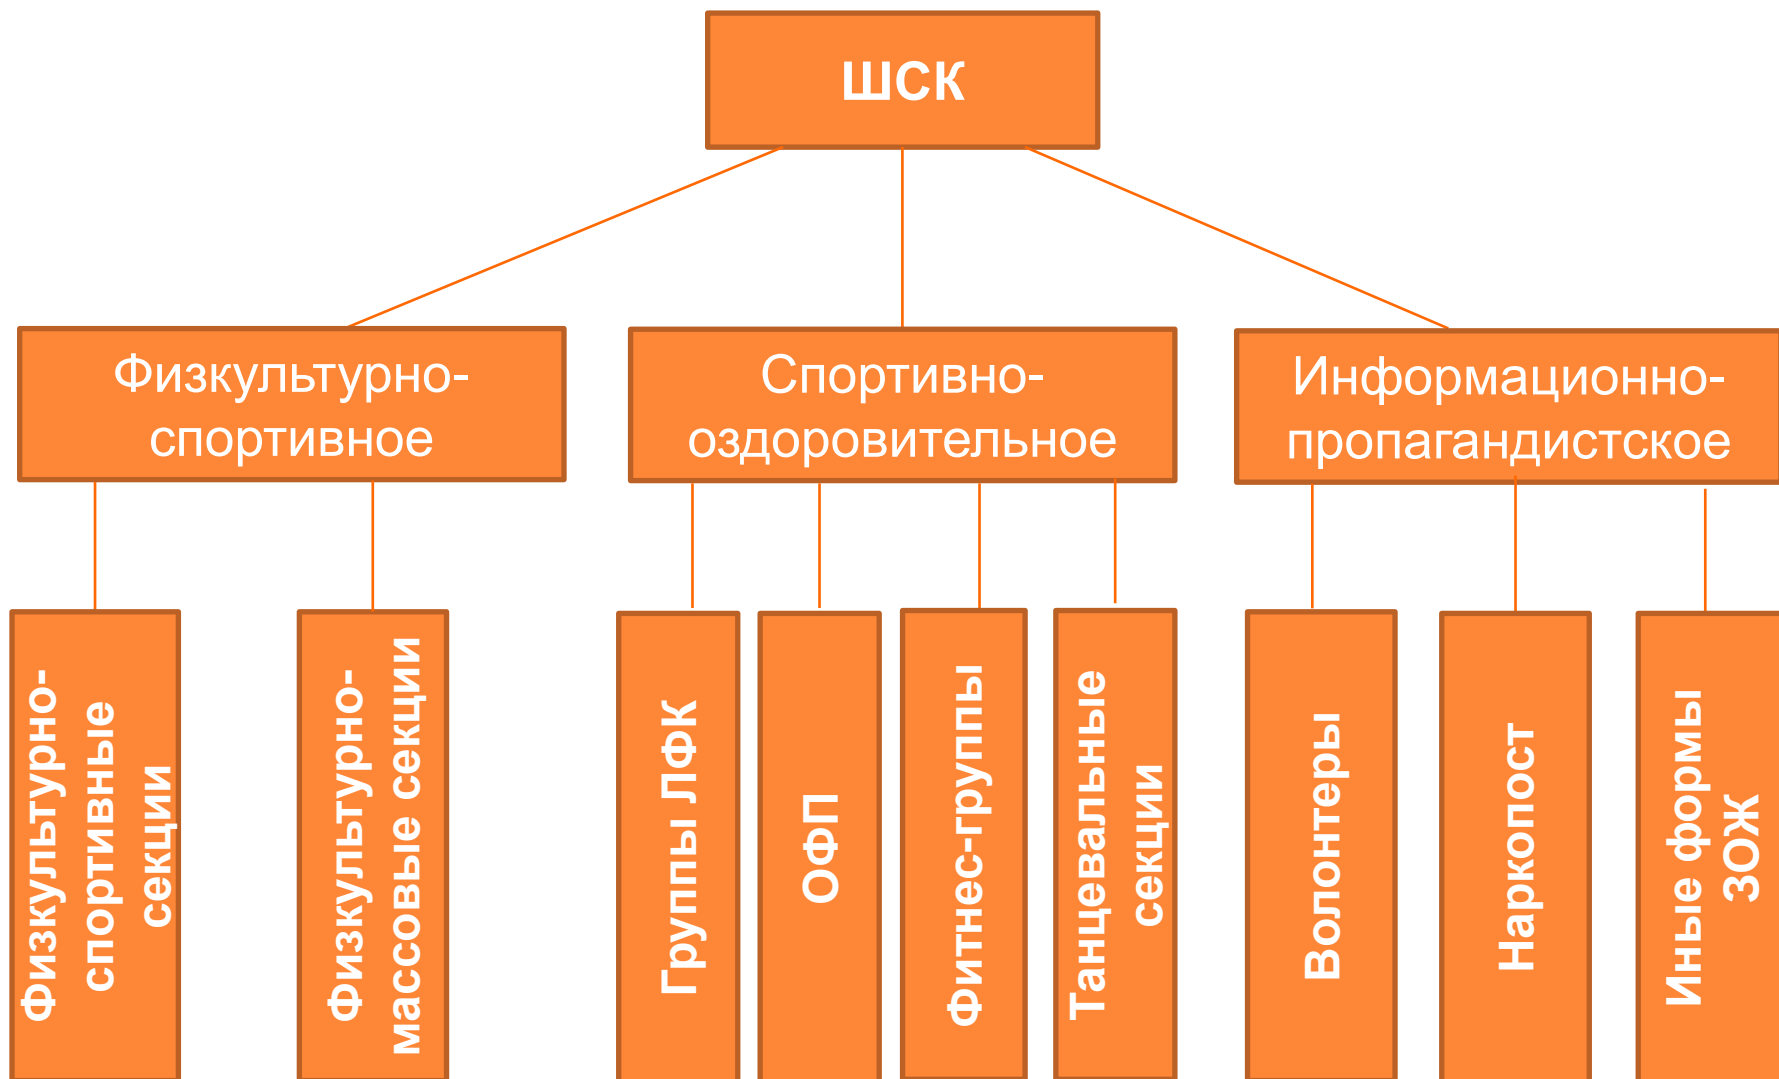 ШСК
Физкультурно-
спортивное
Спортивно-
оздоровительное
Информационно-
пропагандистское
Физкультурно-
спортивные
секции
Физкультурно-
массовые секции
Группы ЛФК
ОФП
Фитнес-группы
Танцевальные
секции
Волонтеры
Наркопост
Иные формы
ЗОЖ